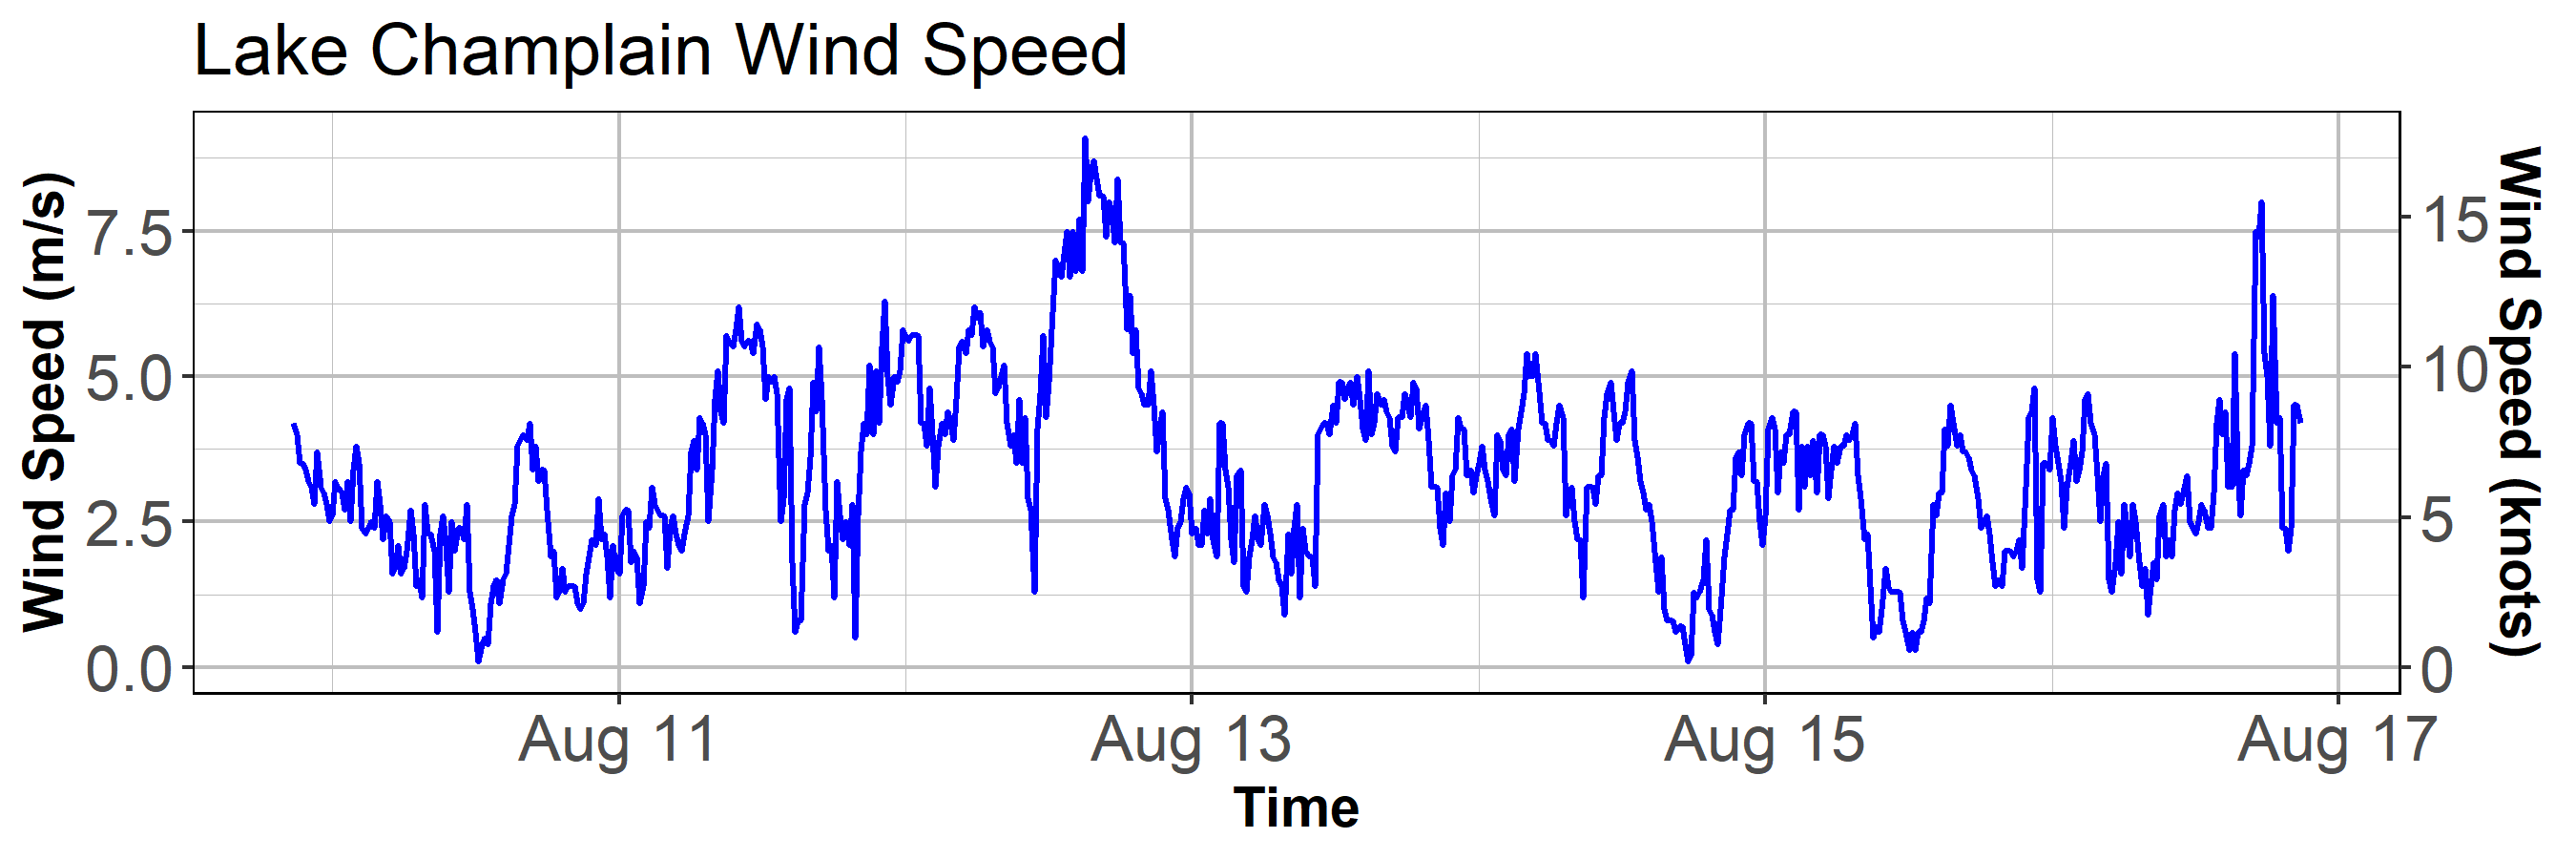 Lake Champlain Wind Speed
Wind Speed (m/s)
7.5
5.0
2.5
0.0
Wind Speed (knots)
15
10
5
0
Aug 11
Aug 13
Aug 15
Aug 17
Time